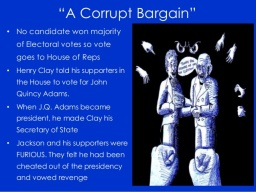 “A Corrupt Bargain”
• No candidate won majority
of Electoral votes so vote
goes to House of Reps
• Henry Clay told his supporters in
the House to vote for John
Quincy Adams.
• When J.Q. Adams became
president, he made Clay his
Secretary of State
• Jackson and his supporters were
FURIOUS. They felt he had been
cheated out of the presidency
and vowed revenge